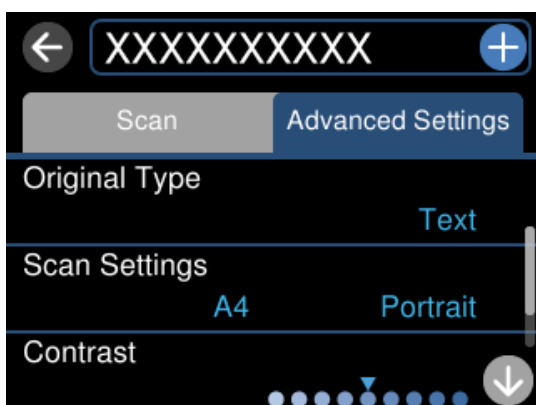 XXXXXXXXXX
Scan Advanced Settings
Original Type
Text
Scan Settings
A4 Portrait
Contrast